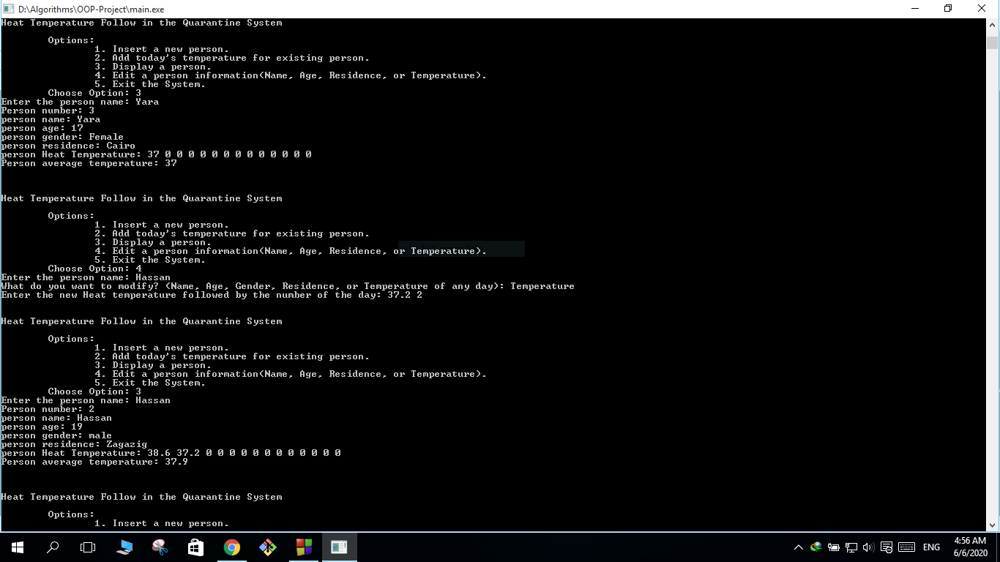 D:\Algorithms\OOP-Project\main.exe
Heat Temperature Follow in the Quarantine System
Options:
1. Insert a new person.
2. Add today's temperature for existing person.
3. Display a person.
4. Edit a person information(Name, Age, Residence, or Temperature).
5. Exit the System.
Choose Option: 3
Enter the person name: Yara
Person number: 3
person name: Yara
person age: 17
person gender: Female
person residence: Cairo
person Heat Temperature: 37 0 0 0 0 0 0 0 0 0 0 0 0 0
Person average temperature: 37
Heat Temperature Follow in the Quarantine System
Options:
1. Insert a new person.
2. Add today's temperature for existing person.
3. Display a person.
4. Edit a person information(Name, Age, Residence, or Temperature).
5. Exit the System.
Choose Option: 4
Enter the person name: Hassan
What do you want to modify? (Name, Age, Gender, Residence, or Temperature of any day): Temperature
Enter the new Heat temperature followed by the number of the day: 37.2 2
Heat Temperature Follow in the Quarantine System
Options:
1. Insert a new person.
2. Add today's temperature for existing person.
3. Display a person.
4. Edit a person information(Name, Age, Residence, or Temperature).
5. Exit the System.
Choose Option: 3
Enter the person name: Hassan
Person number: 2
person name: Hassan
person age: 19
person gender: male
person residence: Zagazig
person Heat Temperature: 38.6 37.2 0 0 0 0 0 0 0 0 0 0 0 0
Person average temperature: 37.9
Heat Temperature Follow in the Quarantine System
Options:
1. Insert a new person.
ENG
4:56 AM
6/6/2020